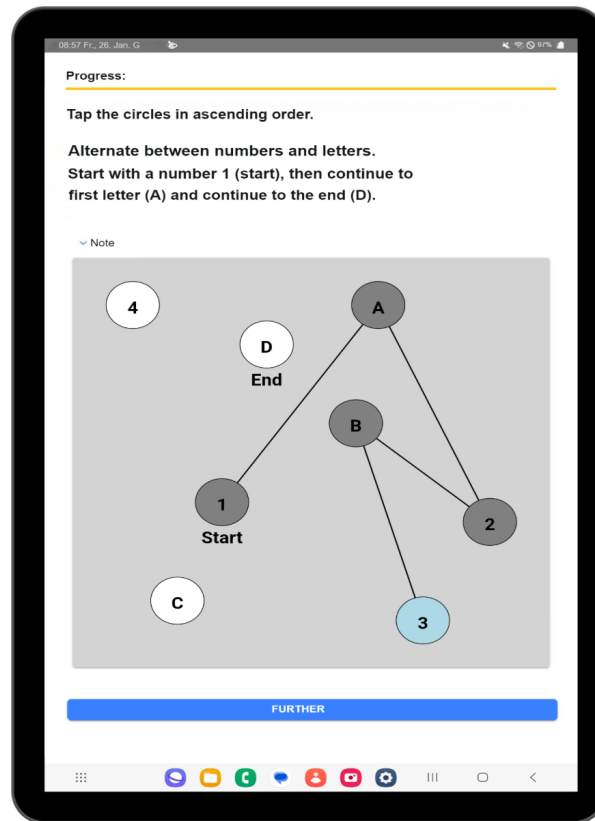 08:57 Fr., 26. Jan. G
97%
Progress:
Tap the circles in ascending order.
Alternate between numbers and letters.
Start with a number 1 (start), then continue to
first letter (A) and continue to the end (D).
Note
4
A
D
End
B
1
Start
2
C
3
FURTHER